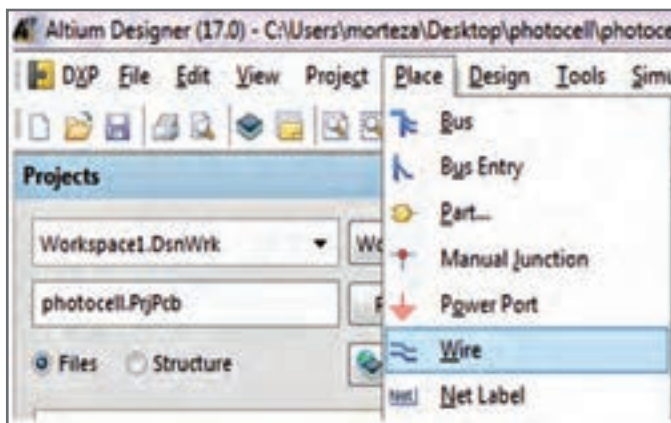 Altium Designer (17.0) - C:\Users\morteza\Desktop\photocell\photoce
DXP File Edit View Project Place Design Tools Simu
Projects
Workspace1.DsnWrk
photocell.PrjPcb
Files Structure
Bus
Bus Entry
Part...
Manual Junction
Power Port
Wire
Net Label